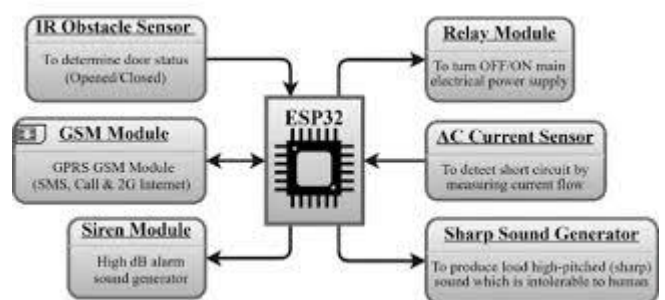 IR Obstacle Sensor
To determine door status
(Opened/Closed)
GSM Module
GPRS GSM Module
(SMS, Call & 2G Internet)
Siren Module
High dB alarm
sound generator
ESP32
Relay Module
To turn OFF/ON main
electrical power supply
AC Current Sensor
To detect short circuit by
measuring current flow
Sharp Sound Generator
To produce load high-pitched (sharp)
sound which is intolerable to human